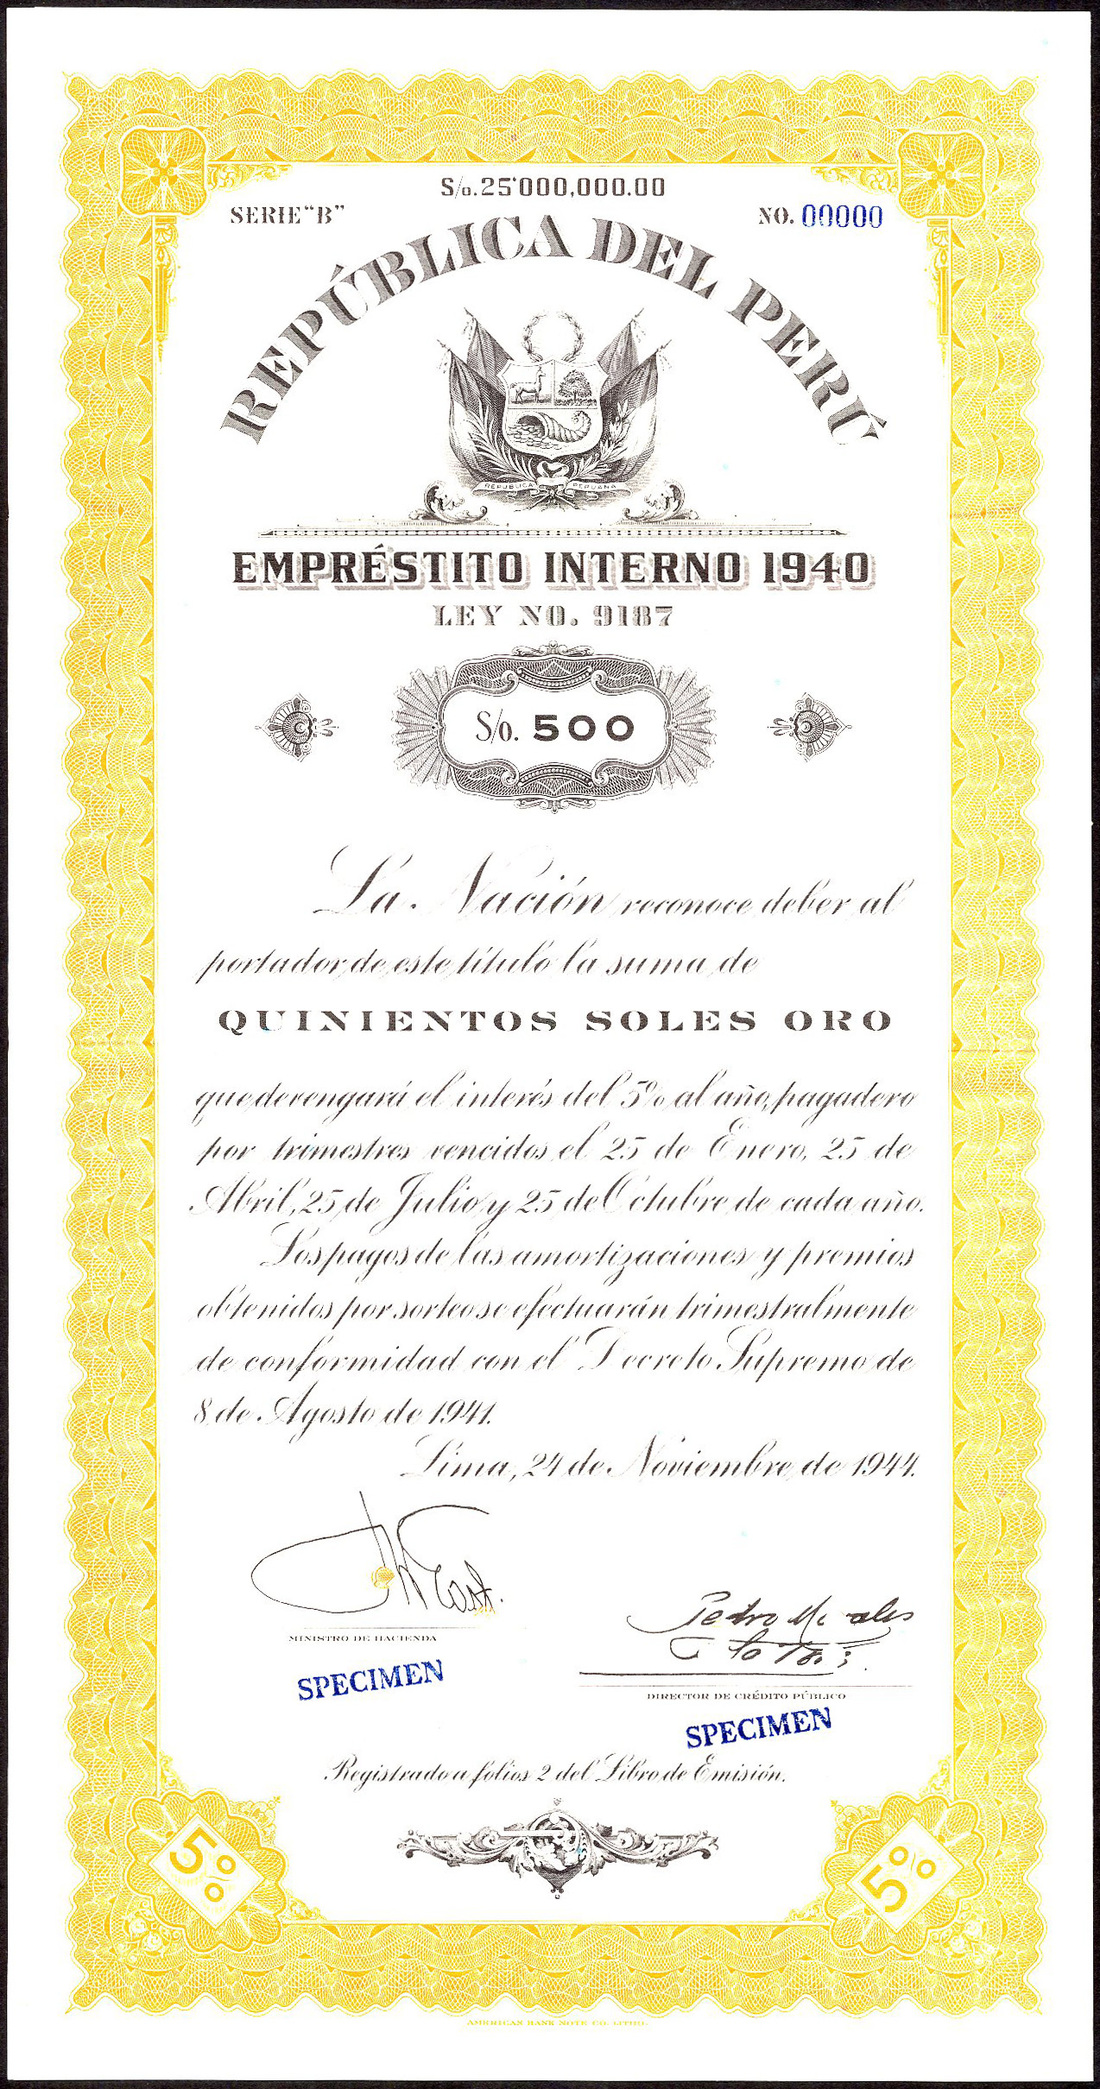 S/o. 25'000,000.00
SERIE "B"
NO. 00000
REPÚBLICA DEL PERÚ
REPUBLICA PERUANA
EMPRÉSTITO INTERNO 1940
LEY NO. 9187
S/o. 500
La Nación reconoce deber al
portador de este título la suma de
QUINIENTOS SOLES ORO
que devengará el interés del 5% al año, pagadero
por trimestres vencidos el 25 de Enero, 25 de
Abril, 25 de Julio y 25 de Octubre de cada año.
Los pagos de las amortizaciones y premios
obtenidos por sorteo se efectuarán trimestralmente
de conformidad con el Decreto Supremo de
8 de Agosto de 1941.
Lima, 24 de Noviembre de 1944.
Pedro
MINISTRO DE HACIENDA
SPECIMEN
DIRECTOR DE CRÉDITO PÚBLICO
SPECIMEN
Registrado a folios 2 del Libro de Emisión.
5%
5%
AMERICAN BANK NOTE CO. LITHO.